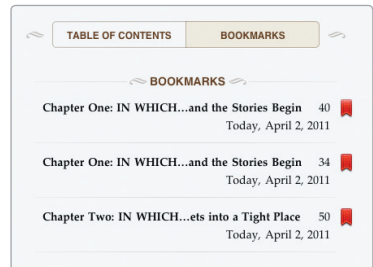 TABLE OF CONTENTS BOOKMARKS
BOOKMARKS
Chapter One: IN WHICH...and the Stories Begin 40
Today, April 2, 2011
Chapter One: IN WHICH...and the Stories Begin 34
Today, April 2, 2011
Chapter Two: IN WHICH...ets into a Tight Place 50
Today, April 2, 2011